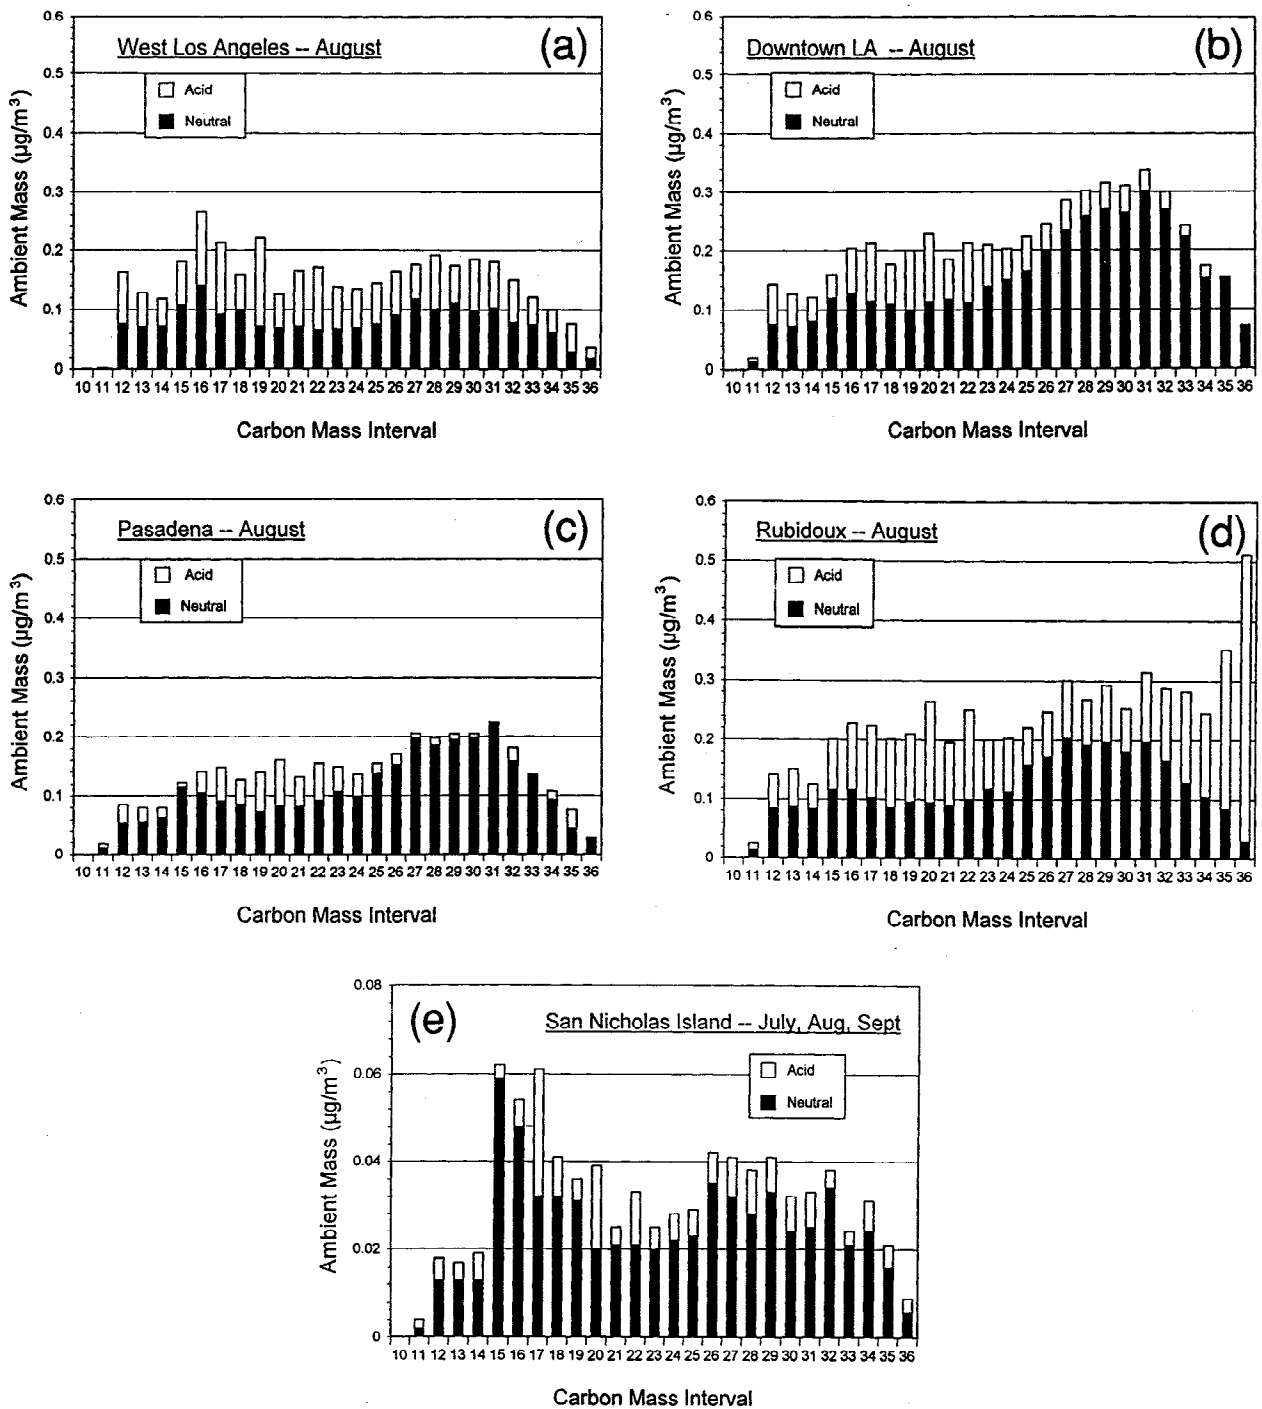 West Los Angeles -- August
(a)
Acid
Neutral
Ambient Mass (µg/m³)
0.6
0.5
0.4
0.3
0.2
0.1
0
10 11 12 13 14 15 16 17 18 19 20 21 22 23 24 25 26 27 28 29 30 31 32 33 34 35 36
Carbon Mass Interval
Downtown LA -- August
(b)
Acid
Neutral
Ambient Mass (µg/m³)
0.6
0.5
0.4
0.3
0.2
0.1
0
10 11 12 13 14 15 16 17 18 19 20 21 22 23 24 25 26 27 28 29 30 31 32 33 34 35 36
Carbon Mass Interval
Pasadena -- August
(c)
Acid
Neutral
Ambient Mass (µg/m³)
0.6
0.5
0.4
0.3
0.2
0.1
0
10 11 12 13 14 15 16 17 18 19 20 21 22 23 24 25 26 27 28 29 30 31 32 33 34 35 36
Carbon Mass Interval
Rubidoux -- August
(d)
Acid
Neutral
Ambient Mass (µg/m³)
0.6
0.5
0.4
0.3
0.2
0.1
0
10 11 12 13 14 15 16 17 18 19 20 21 22 23 24 25 26 27 28 29 30 31 32 33 34 35 36
Carbon Mass Interval
(e)
San Nicholas Island -- July, Aug, Sept
Acid
Neutral
Ambient Mass (µg/m³)
0.08
0.06
0.04
0.02
0
10 11 12 13 14 15 16 17 18 19 20 21 22 23 24 25 26 27 28 29 30 31 32 33 34 35 36
Carbon Mass Interval